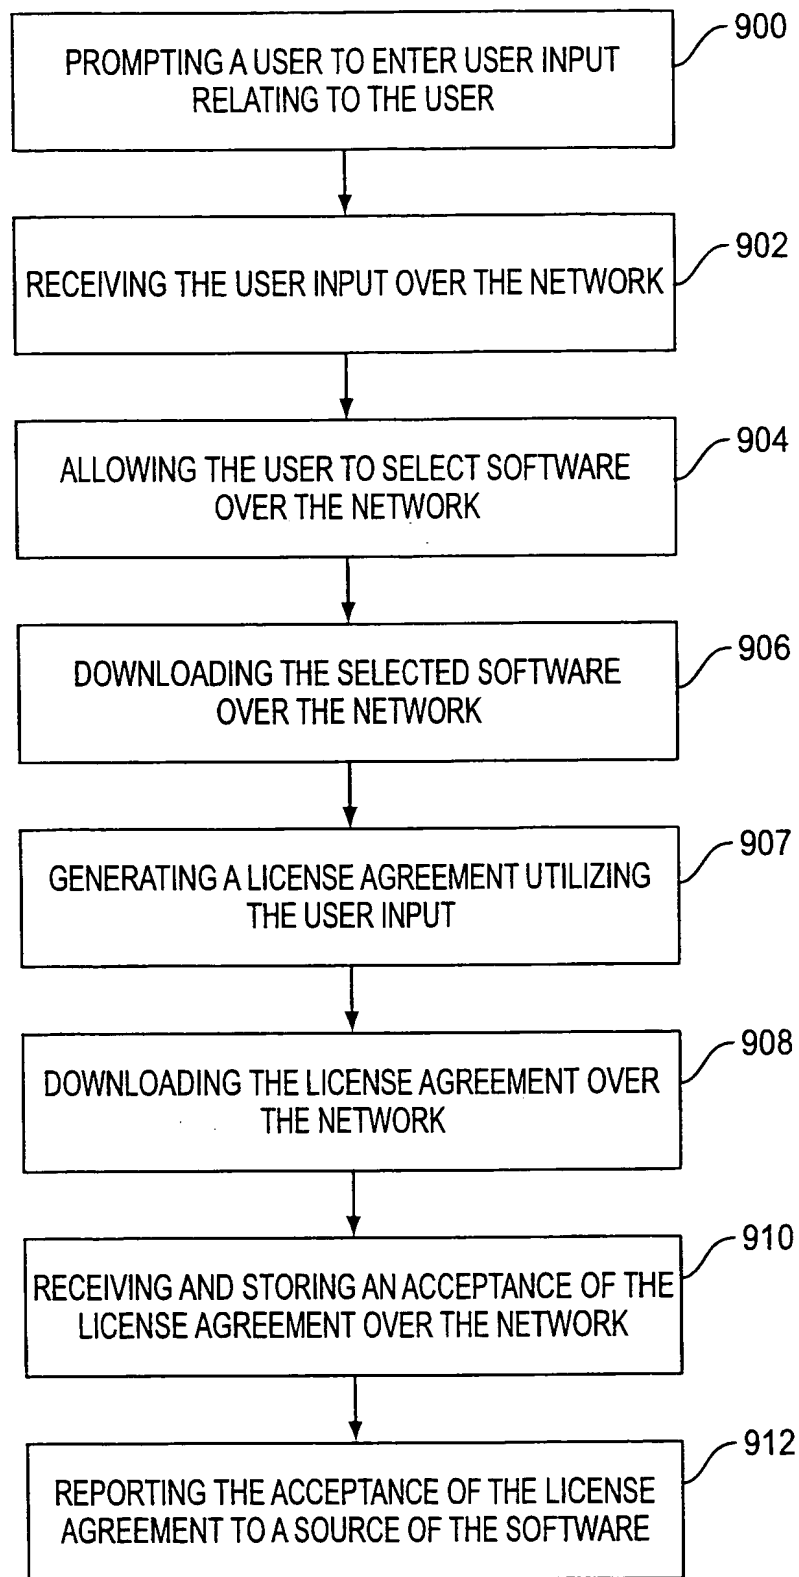 900
PROMPTING A USER TO ENTER USER INPUT
RELATING TO THE USER
902
RECEIVING THE USER INPUT OVER THE NETWORK
904
ALLOWING THE USER TO SELECT SOFTWARE
OVER THE NETWORK
906
DOWNLOADING THE SELECTED SOFTWARE
OVER THE NETWORK
907
GENERATING A LICENSE AGREEMENT UTILIZING
THE USER INPUT
908
DOWNLOADING THE LICENSE AGREEMENT OVER
THE NETWORK
910
RECEIVING AND STORING AN ACCEPTANCE OF THE
LICENSE AGREEMENT OVER THE NETWORK
912
REPORTING THE ACCEPTANCE OF THE LICENSE
AGREEMENT TO A SOURCE OF THE SOFTWARE